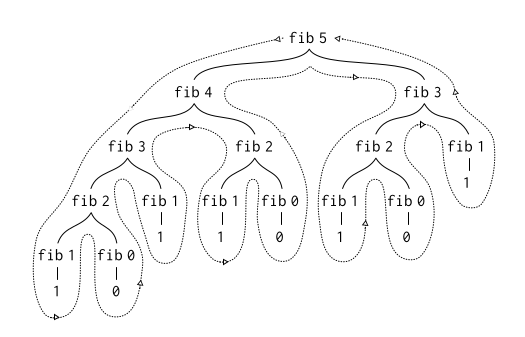 fib 5
fib 4 fib 3
fib 3 fib 2 fib 2 fib 1
1
fib 2 fib 1 fib 1 fib 0 fib 1 fib 0
1 1 0 1 0
fib 1 fib 0
1 0